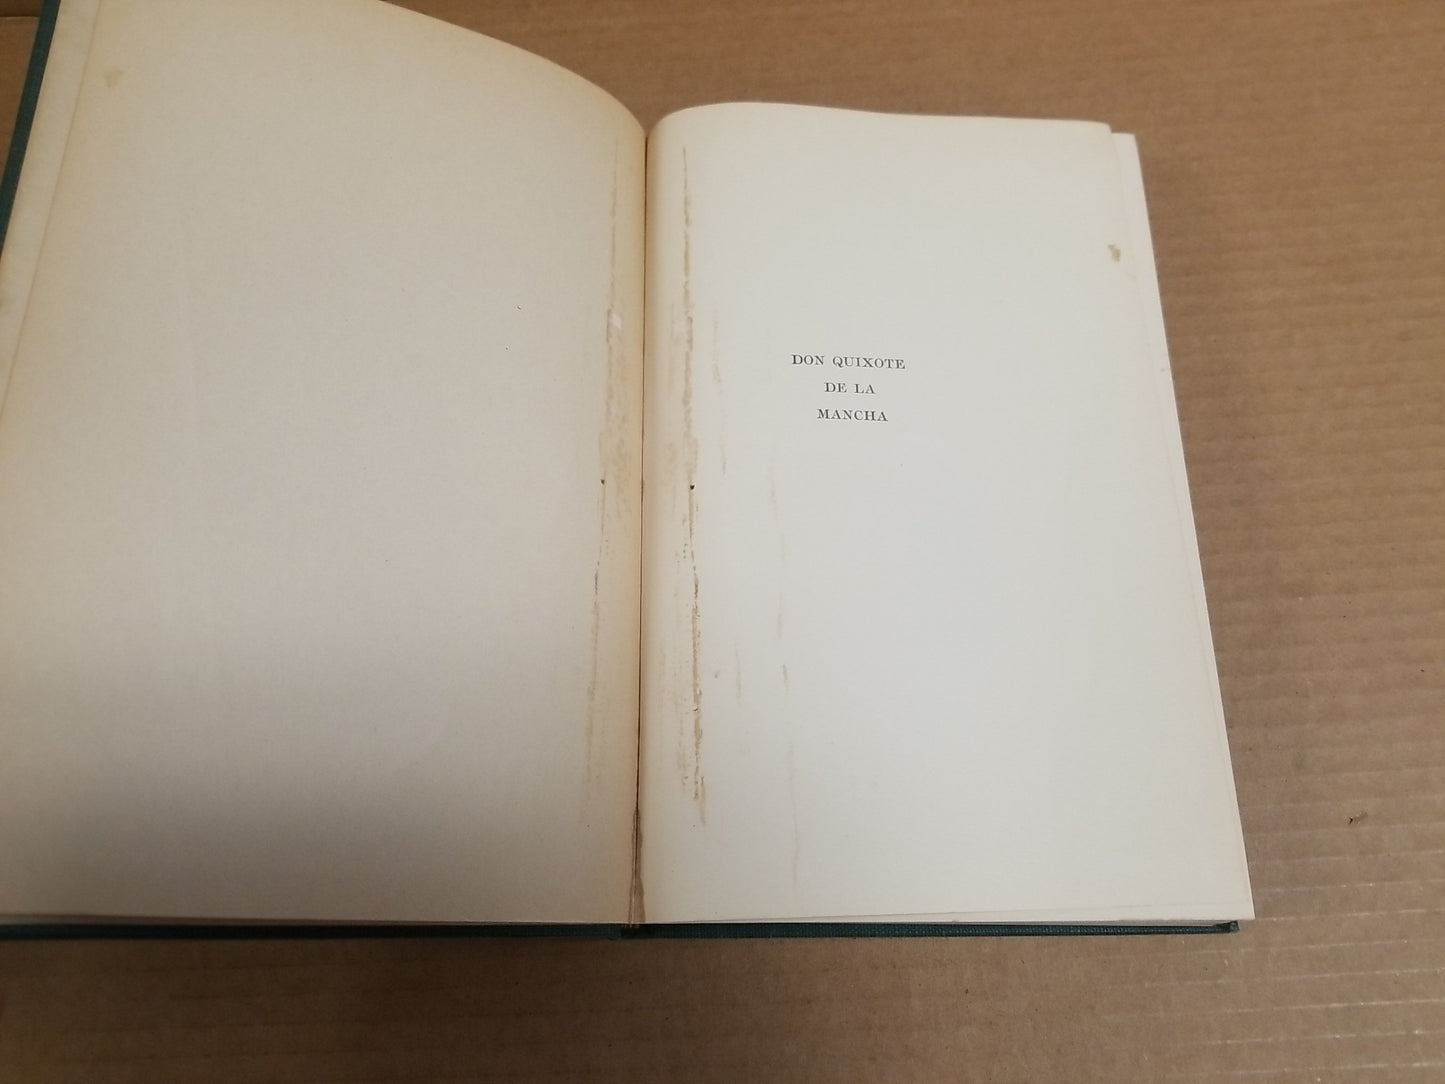 DON QUIXOTE
DE LA
MANCHA